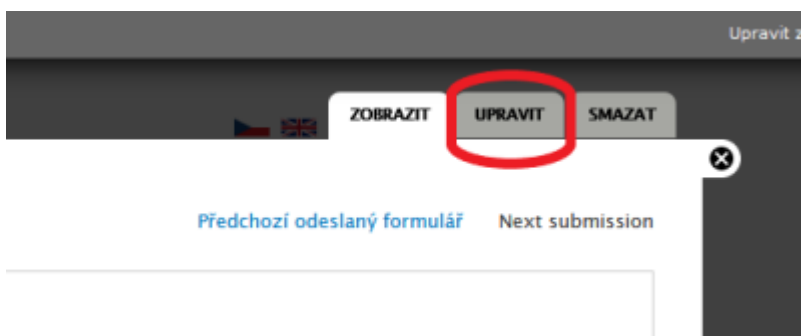 Upravit z
ZOBRAZIT UPRAVIT SMAZAT
Předchozí odeslaný formulář Next submission